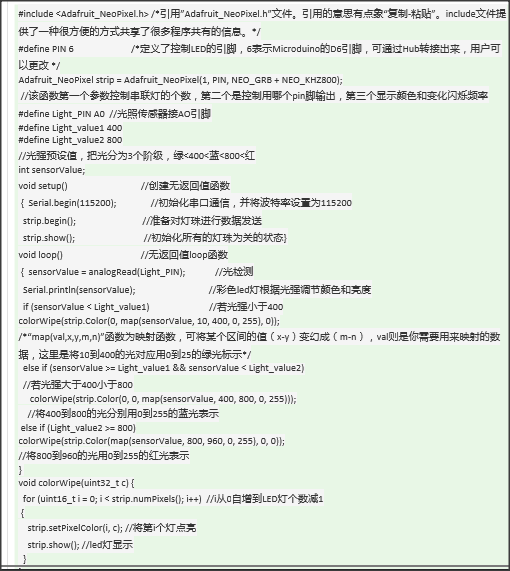 #include <Adafruit_NeoPixel.h> /*引用”Adafruit_NeoPixel.h”文件。引用的意思有点象“复制-粘贴”。include文件提
供了一种很方便的方式共享了很多程序共有的信息。*/
#define PIN 6 /*定义了控制LED的引脚，6表示Microduino的D6引脚，可通过Hub转接出来，用户可
以更改 */
Adafruit_NeoPixel strip = Adafruit_NeoPixel(1, PIN, NEO_GRB + NEO_KHZ800);
//该函数第一个参数控制串联灯的个数，第二个是控制用哪个pin脚输出，第三个显示颜色和变化闪烁频率
#define Light_PIN A0 //光照传感器接AO引脚
#define Light_value1 400
#define Light_value2 800
//光强预设值，把光分为3个阶级，绿<400<蓝<800<红
int sensorValue;
void setup() //创建无返回值函数
{ Serial.begin(115200); //初始化串口通信，并将波特率设置为115200
strip.begin(); //准备对灯珠进行数据发送
strip.show(); //初始化所有的灯珠为关的状态}
void loop() //无返回值loop函数
{ sensorValue = analogRead(Light_PIN); //光检测
Serial.println(sensorValue); //彩色led灯根据光强调节颜色和亮度
if (sensorValue < Light_value1) //若光强小于400
colorWipe(strip.Color(0, map(sensorValue, 10, 400, 0, 255), 0));
/*“map(val,x,y,m,n)”函数为映射函数，可将某个区间的值（x-y）变幻成（m-n），val则是你需要用来映射的数
据，这里是将10到400的光对应用0到25的绿光标示*/
else if (sensorValue >= Light_value1 && sensorValue < Light_value2)
//若光强大于400小于800
colorWipe(strip.Color(0, 0, map(sensorValue, 400, 800, 0, 255)));
//将400到800的光分别用0到255的蓝光表示
else if (Light_value2 >= 800)
colorWipe(strip.Color(map(sensorValue, 800, 960, 0, 255), 0, 0));
//将800到960的光用0到255的红光表示
}
void colorWipe(uint32_t c) {
for (uint16_t i = 0; i < strip.numPixels(); i++) //i从0自增到LED灯个数减1
{
strip.setPixelColor(i, c); //将第i个灯点亮
strip.show(); //led灯显示
}